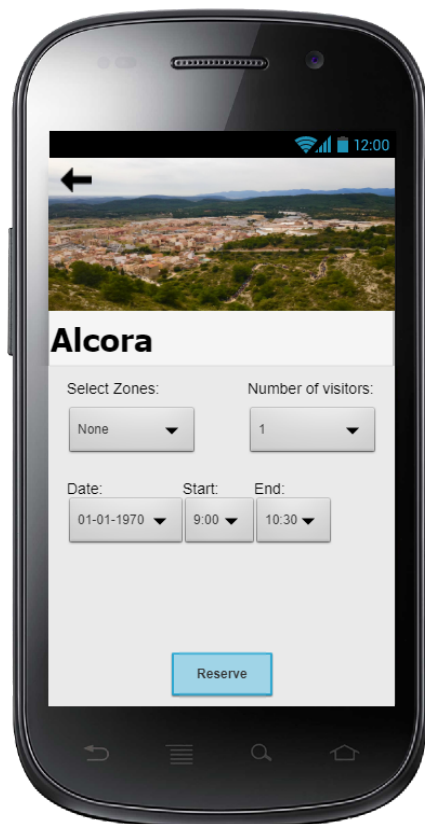 12:00
Alcora
Select Zones: Number of visitors:
None 1
Date: Start: End:
01-01-1970 9:00 10:30
Reserve